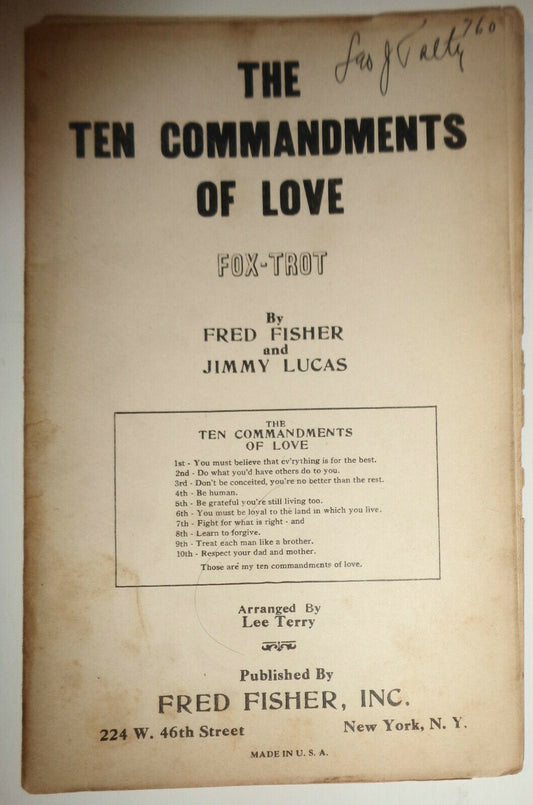 Geo J Talty 760
THE
TEN COMMANDMENTS
OF LOVE
FOX-TROT
By
FRED FISHER
and
JIMMY LUCAS
THE
TEN COMMANDMENTS
OF LOVE
1st - You must believe that ev'rything is for the best.
2nd - Do what you'd have others do to you.
3rd - Don't be conceited, you're no better than the rest.
4th - Be human.
5th - Be grateful you're still living too.
6th - You must be loyal to the land in which you live.
7th - Fight for what is right - and
8th - Learn to forgive.
9th - Treat each man like a brother.
10th - Respect your dad and mother.
Those are my ten commandments of love.
Arranged By
Lee Terry
Published By
FRED FISHER, INC.
224 W. 46th Street New York, N. Y.
MADE IN U. S. A.